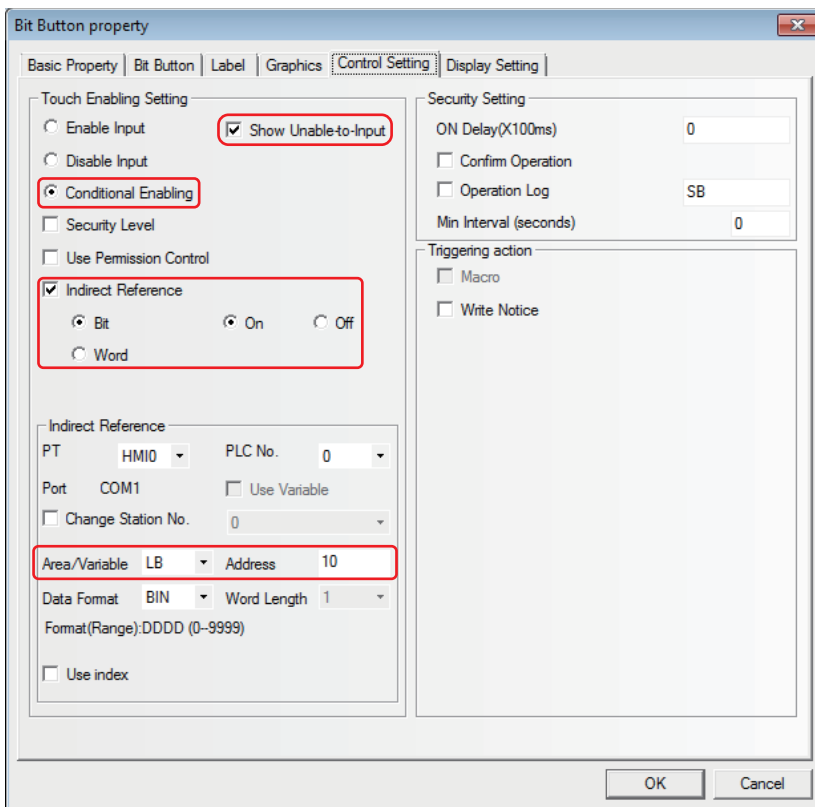 Bit Button property
Basic Property Bit Button Label Graphics Control Setting Display Setting
Touch Enabling Setting
Enable Input Show Unable-to-Input
Disable Input
Conditional Enabling
Security Level
Use Permission Control
Indirect Reference
Bit On Off
Word
Indirect Reference
PT HMI0 PLC No. 0
Port COM1 Use Variable
Change Station No. 0
Area/Variable LB Address 10
Data Format BIN Word Length 1
Format(Range):DDDD (0--9999)
Use index
Security Setting
ON Delay(X100ms) 0
Confirm Operation
Operation Log SB
Min Interval (seconds) 0
Triggering action
Macro
Write Notice
OK Cancel